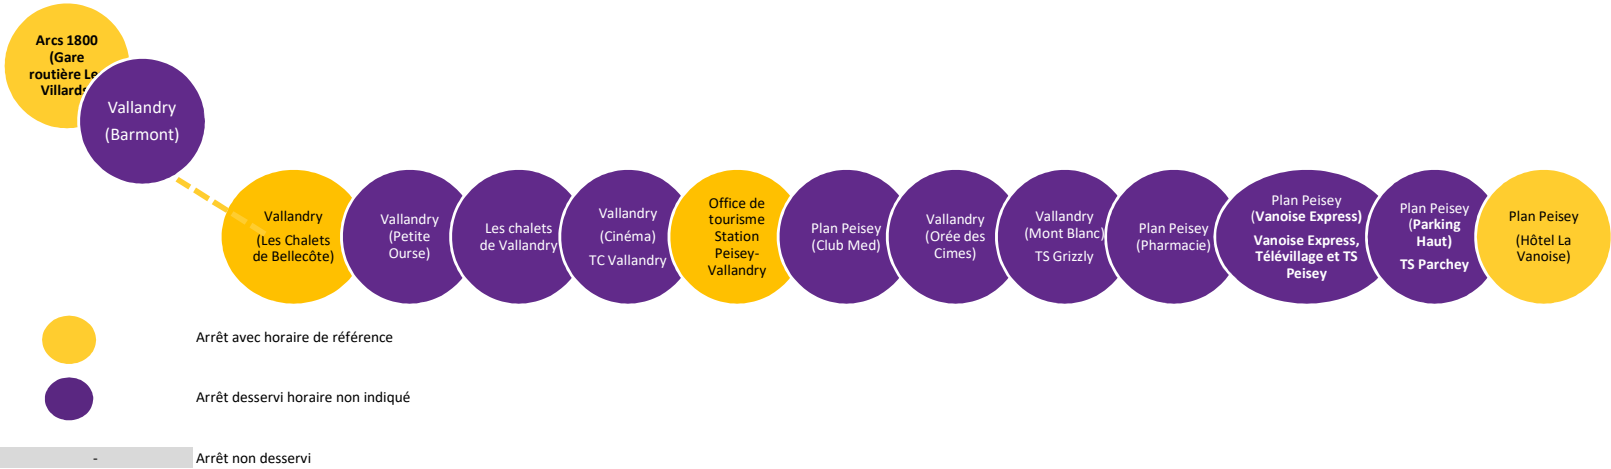 Arcs 1800
(Gare
routière Le
Villards
Vallandry
(Barmont)
Vallandry
(Les Chalets
de Bellecôte)
Vallandry
(Petite
Ourse)
Les chalets
de Vallandry
Vallandry
(Cinéma)
TC Vallandry
Office de
tourisme
Station
Peisey-
Vallandry
Plan Peisey
(Club Med)
Vallandry
(Orée des
Cimes)
Vallandry
(Mont Blanc)
TS Grizzly
Plan Peisey
(Pharmacie)
Plan Peisey
(Vanoise Express)
Vanoise Express,
Télévillage et TS
Peisey
Plan Peisey
(Parking
Haut)
TS Parchey
Plan Peisey
(Hôtel La
Vanoise)
Arrêt avec horaire de référence
Arrêt desservi horaire non indiqué
-
Arrêt non desservi